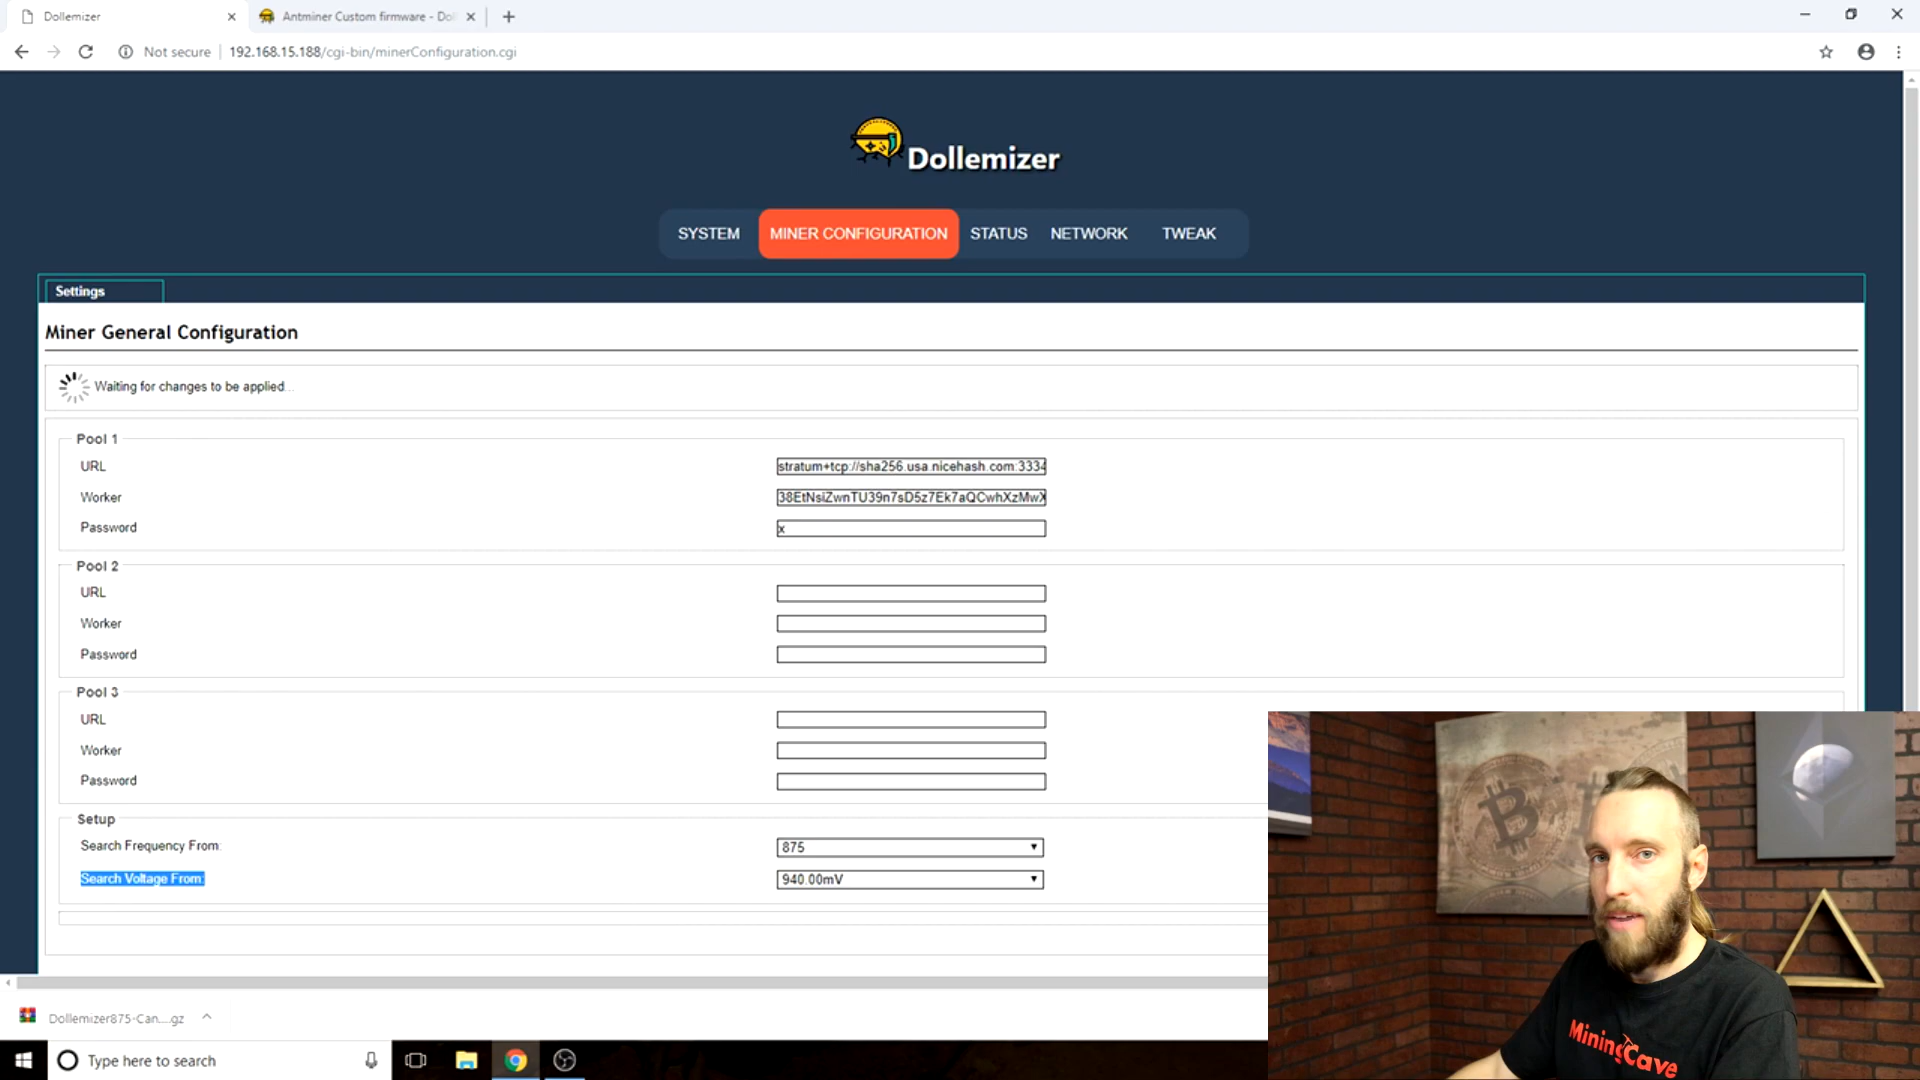 Dollemizer
Antminer Custom firmware - Dol
Not secure
192.168.15.188/cgi-bin/minerConfiguration.cgi
Dollemizer
SYSTEM
MINER CONFIGURATION
STATUS
NETWORK
TWEAK
Settings
Miner General Configuration
Waiting for changes to be applied...
Pool 1
URL
stratum+tcp://sha256.usa.nicehash.com:3334
Worker
38EtNsiZwnTU39n7sD5z7Ek7aQCwhXzMwX
Password
x
Pool 2
URL
Worker
Password
Pool 3
URL
Worker
Password
Setup
Search Frequency From:
875
Search Voltage From:
940.00mV
Dollemizer875-Can....gz
Type here to search
MiningCave